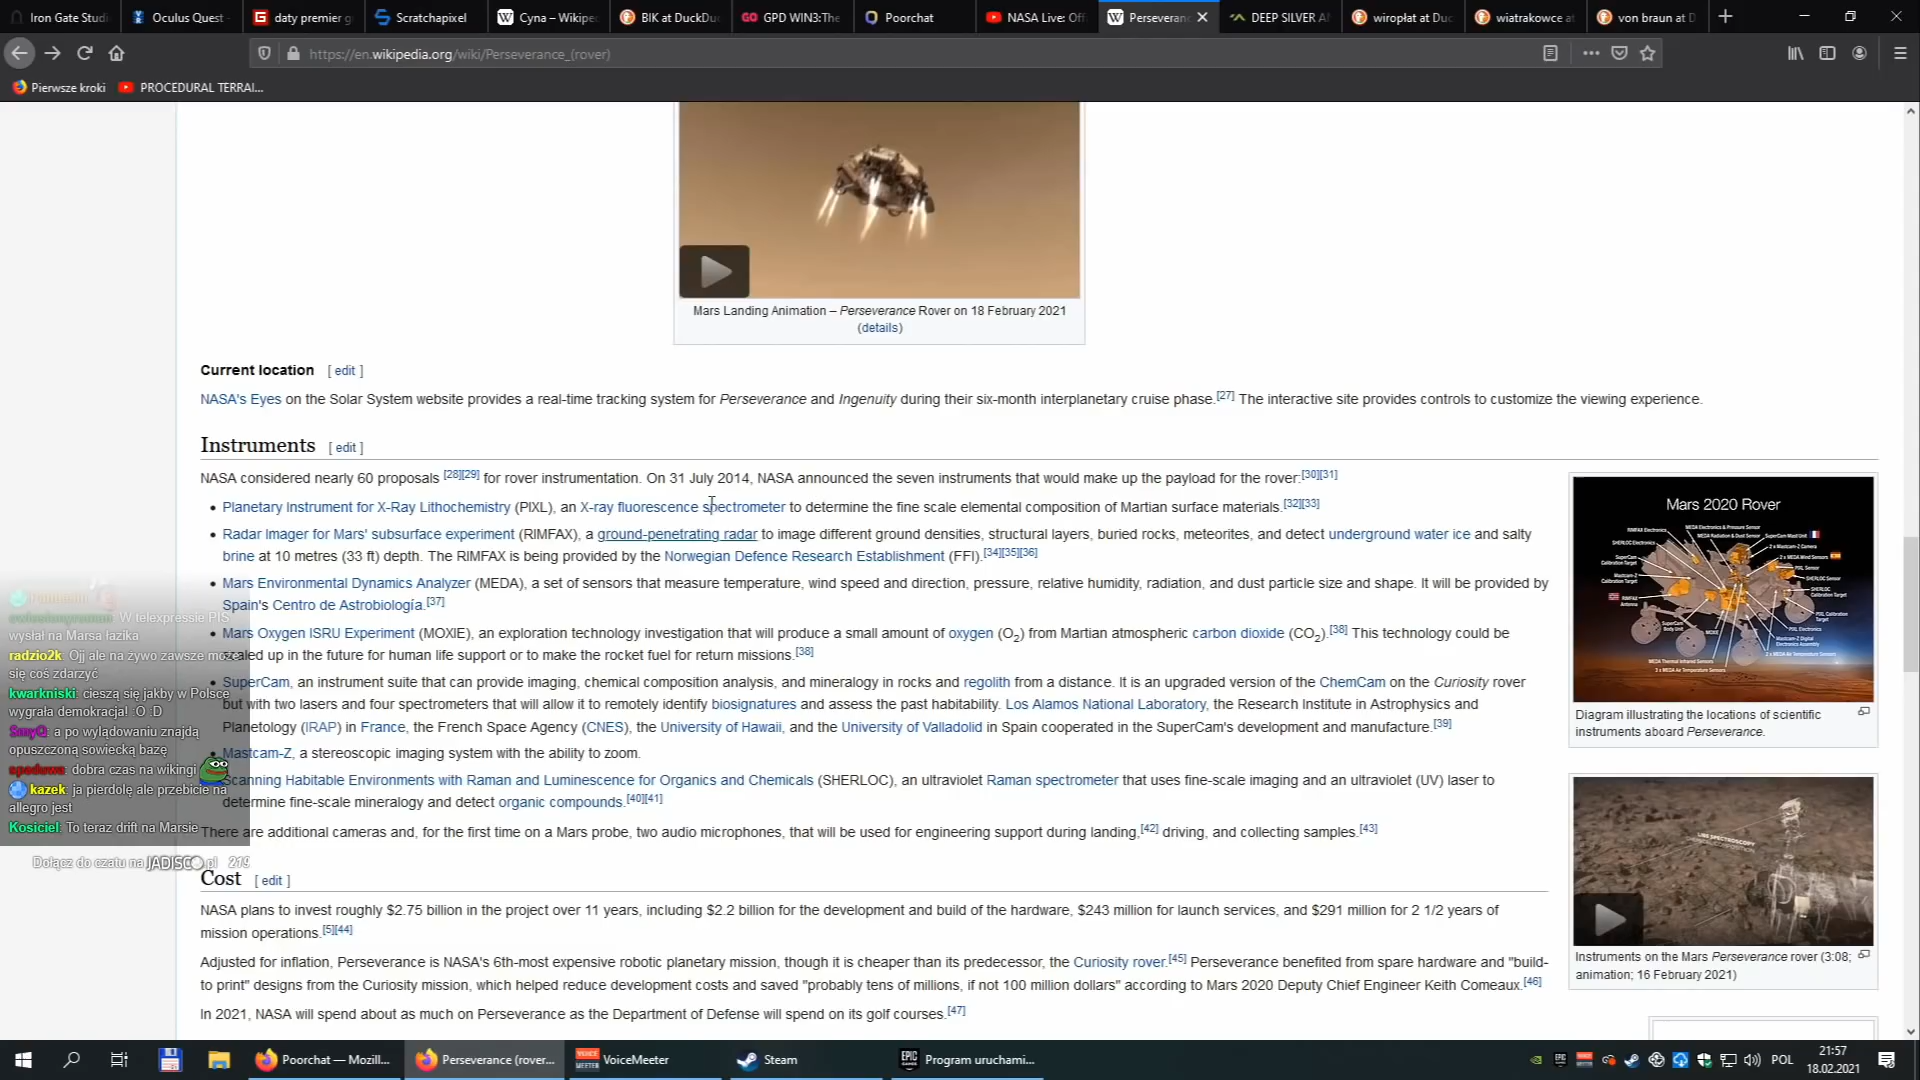 Iron Gate Studi
Oculus Quest -
daty premier g
Scratchapixel
Cyna – Wikipe
BIK at DuckDu
GPD WIN3:The
Poorchat
NASA Live: Off
Perseveranc
DEEP SILVER A
wiropłat at Duc
wiatrakowce at
von braun at D
https://en.wikipedia.org/wiki/Perseverance_(rover)
Pierwsze kroki
PROCEDURAL TERRAI...
Mars Landing Animation – Perseverance Rover on 18 February 2021
(details)
Current location [ edit ]
NASA's Eyes on the Solar System website provides a real-time tracking system for Perseverance and Ingenuity during their six-month interplanetary cruise phase.[27] The interactive site provides controls to customize the viewing experience.
Instruments [ edit ]
NASA considered nearly 60 proposals [28][29] for rover instrumentation. On 31 July 2014, NASA announced the seven instruments that would make up the payload for the rover:[30][31]
• Planetary Instrument for X-Ray Lithochemistry (PIXL), an X-ray fluorescence spectrometer to determine the fine scale elemental composition of Martian surface materials.[32][33]
• Radar Imager for Mars' subsurface experiment (RIMFAX), a ground-penetrating radar to image different ground densities, structural layers, buried rocks, meteorites, and detect underground water ice and salty
brine at 10 metres (33 ft) depth. The RIMFAX is being provided by the Norwegian Defence Research Establishment (FFI).[34][35][36]
• Mars Environmental Dynamics Analyzer (MEDA), a set of sensors that measure temperature, wind speed and direction, pressure, relative humidity, radiation, and dust particle size and shape. It will be provided by
Spain's Centro de Astrobiología.[37]
• Mars Oxygen ISRU Experiment (MOXIE), an exploration technology investigation that will produce a small amount of oxygen (O2) from Martian atmospheric carbon dioxide (CO2).[38] This technology could be
scaled up in the future for human life support or to make the rocket fuel for return missions.[38]
• SuperCam, an instrument suite that can provide imaging, chemical composition analysis, and mineralogy in rocks and regolith from a distance. It is an upgraded version of the ChemCam on the Curiosity rover
but with two lasers and four spectrometers that will allow it to remotely identify biosignatures and assess the past habitability. Los Alamos National Laboratory, the Research Institute in Astrophysics and
Planetology (IRAP) in France, the French Space Agency (CNES), the University of Hawaii, and the University of Valladolid in Spain cooperated in the SuperCam's development and manufacture.[39]
• Mastcam-Z, a stereoscopic imaging system with the ability to zoom.
• Scanning Habitable Environments with Raman and Luminescence for Organics and Chemicals (SHERLOC), an ultraviolet Raman spectrometer that uses fine-scale imaging and an ultraviolet (UV) laser to
determine fine-scale mineralogy and detect organic compounds.[40][41]
There are additional cameras and, for the first time on a Mars probe, two audio microphones, that will be used for engineering support during landing,[42] driving, and collecting samples.[43]
Cost [ edit ]
NASA plans to invest roughly $2.75 billion in the project over 11 years, including $2.2 billion for the development and build of the hardware, $243 million for launch services, and $291 million for 2 1/2 years of
mission operations.[5][44]
Adjusted for inflation, Perseverance is NASA's 6th-most expensive robotic planetary mission, though it is cheaper than its predecessor, the Curiosity rover.[45] Perseverance benefited from spare hardware and "build-
to print" designs from the Curiosity mission, which helped reduce development costs and saved "probably tens of millions, if not 100 million dollars" according to Mars 2020 Deputy Chief Engineer Keith Comeaux.[46]
In 2021, NASA will spend about as much on Perseverance as the Department of Defense will spend on its golf courses.[47]
Mars 2020 Rover
Diagram illustrating the locations of scientific
instruments aboard Perseverance.
Instruments on the Mars Perseverance rover (3:08;
animation; 16 February 2021)
W telexpressie PIS
wysłał na Marsa łazika
radzio2k: Ojj ale na żywo zawsze może
się coś zdarzyć
kwarkniski: cieszą się jakby w Polsce
wygrała demokracja! :O :D
SmyQ: a po wylądowaniu znajdą
opuszczoną sowiecką bazę
spaduwa: dobra czas na wikingi
kazek: ja pierdolę ale przebicie na
allegro jest
Kosiciel: To teraz drift na Marsie
Dołącz do czatu na JADISCO.pl 219
Poorchat — Mozill...
Perseverance (rover...
VoiceMeeter
Steam
Program uruchami...
POL
21:57
18.02.2021